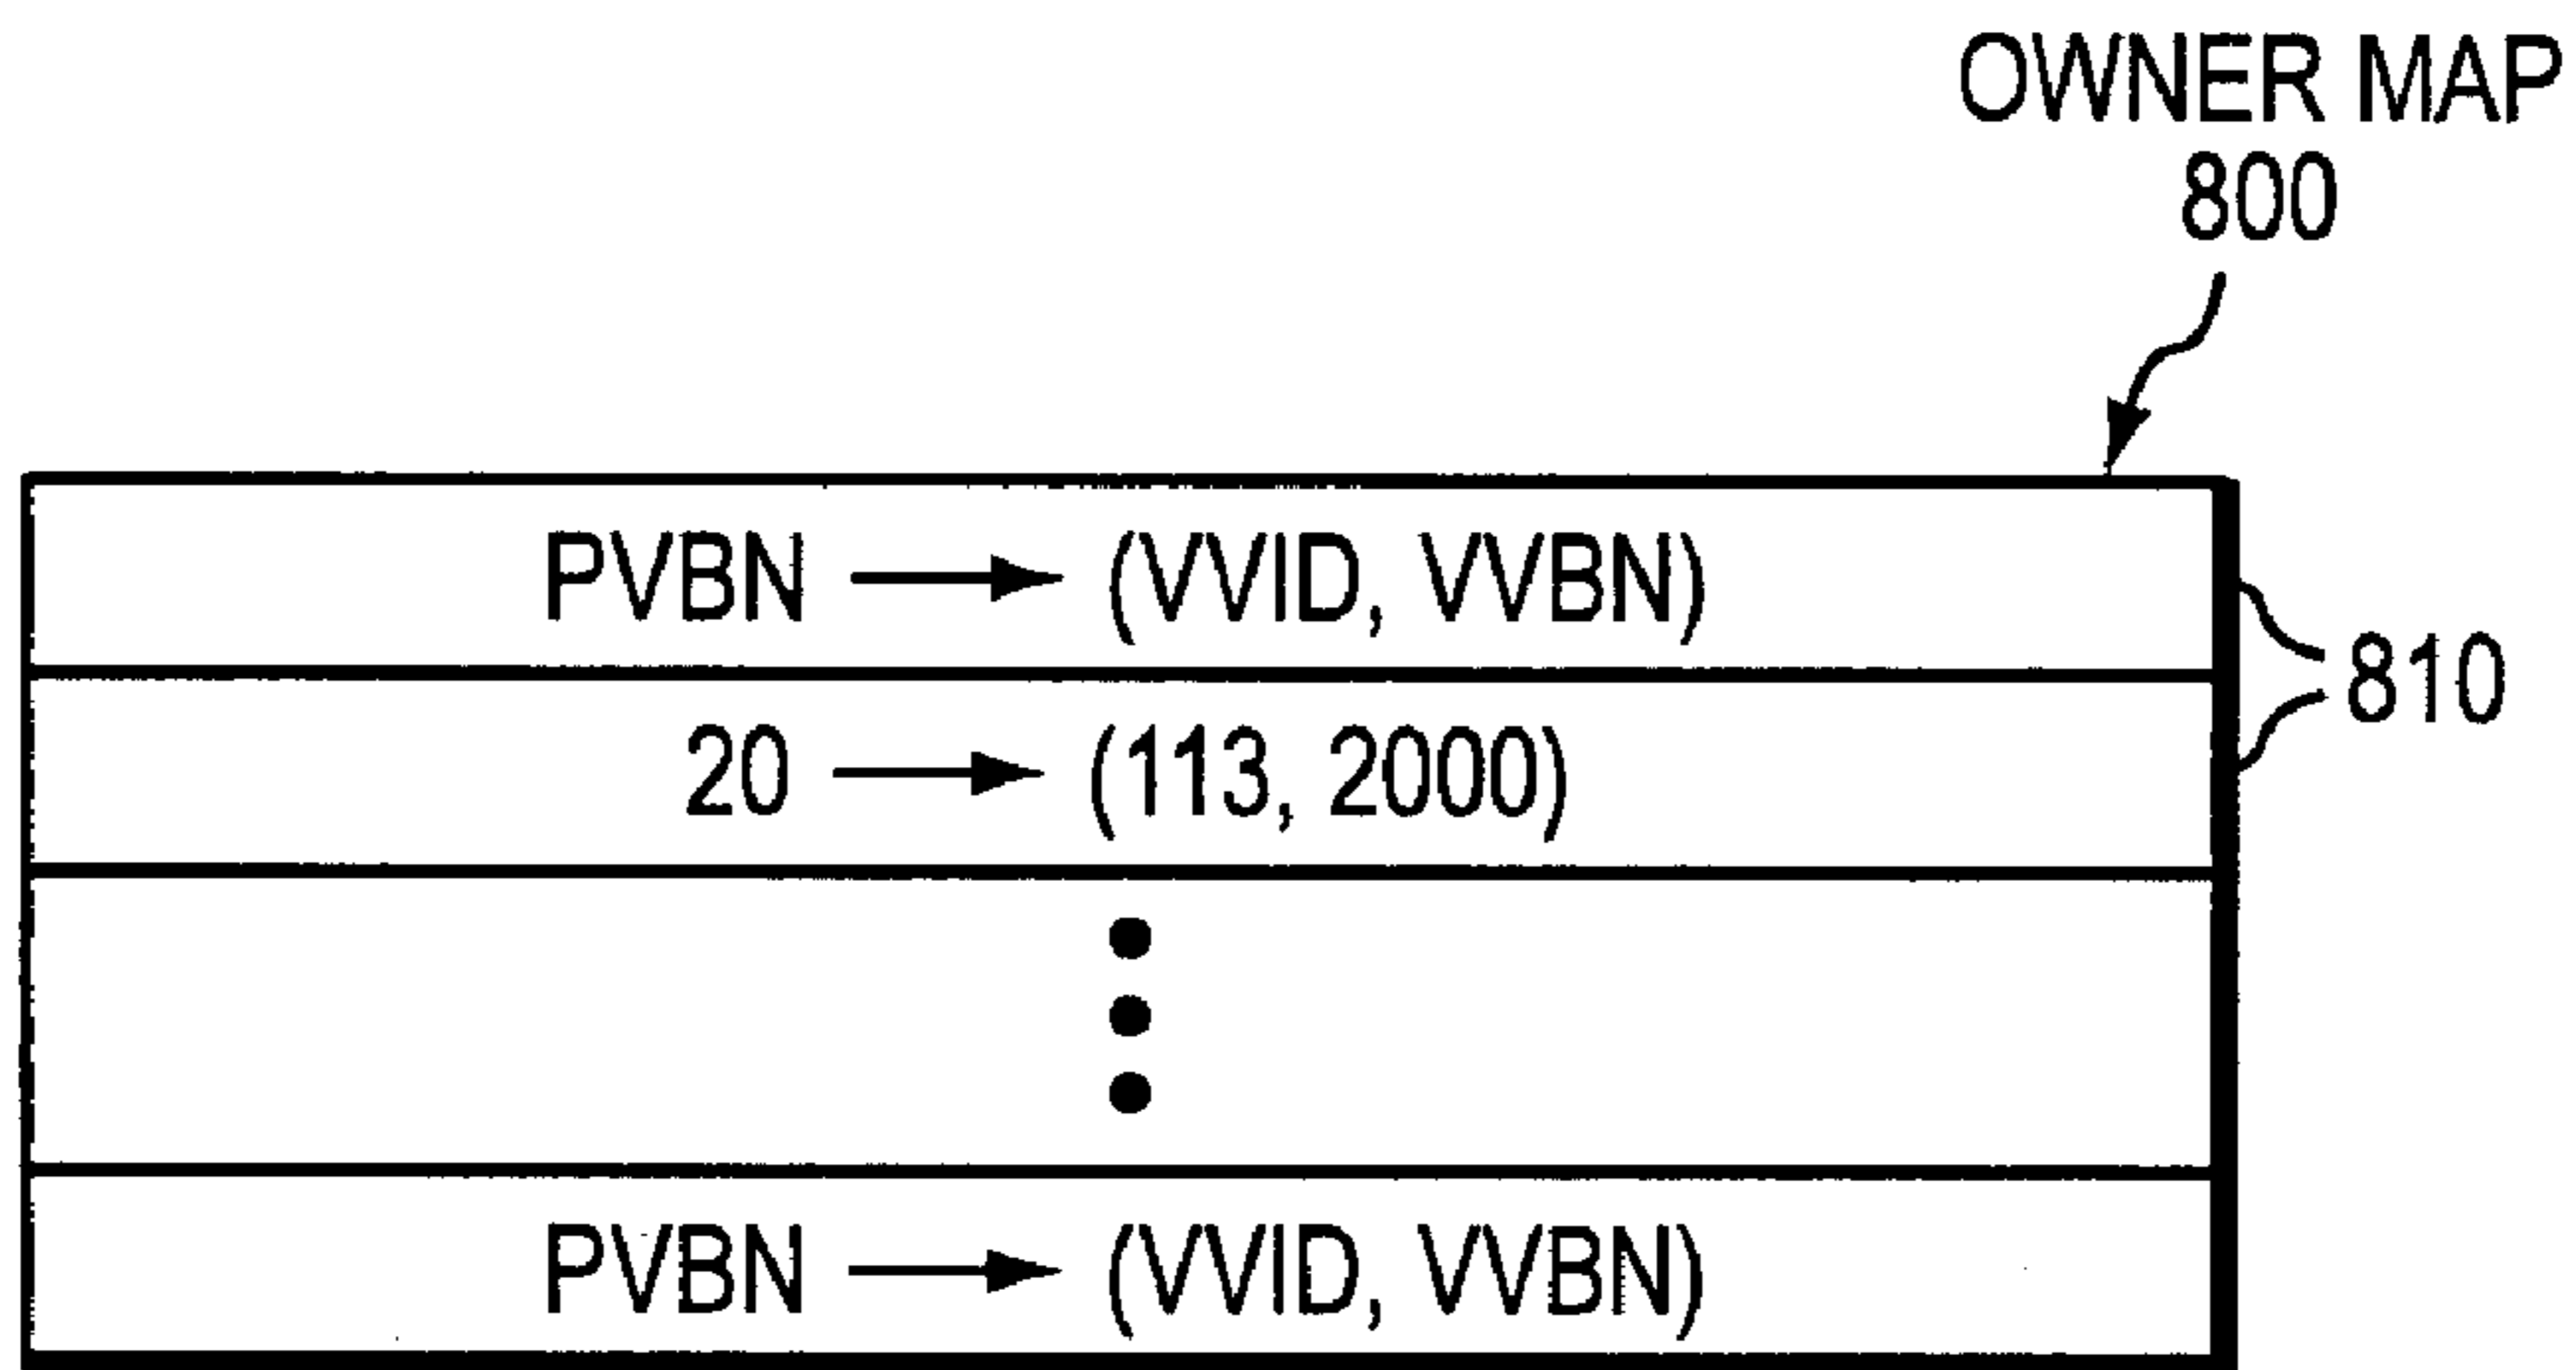 OWNER MAP
800
PVBN → (VVID, VVBN)
810
20 → (113, 2000)
PVBN → (VVID, VVBN)